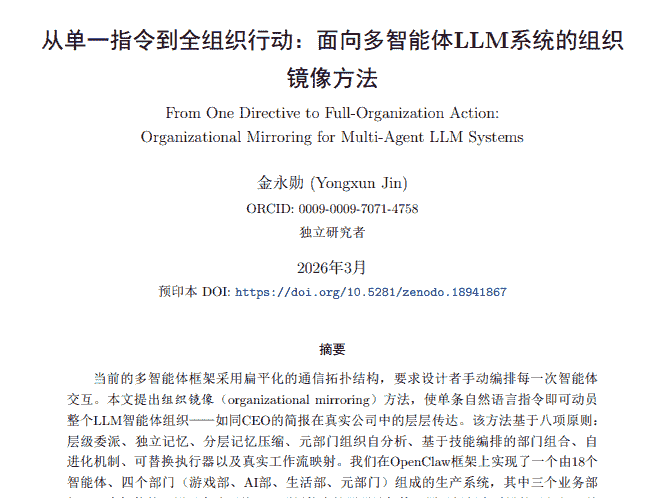 从单一指令到全组织行动：面向多智能体LLM系统的组织
镜像方法
From One Directive to Full-Organization Action:
Organizational Mirroring for Multi-Agent LLM Systems
金永勋 (Yongxun Jin)
ORCID: 0009-0009-7071-4758
独立研究者
2026年3月
预印本 DOI: https://doi.org/10.5281/zenodo.18941867
摘要
当前的多智能体框架采用扁平化的通信拓扑结构，要求设计者手动编排每一次智能体
交互。本文提出组织镜像（organizational mirroring）方法，使单条自然语言指令即可动员
整个LLM智能体组织——如同CEO的简报在真实公司中的层层传达。该方法基于八项原则：
层级委派、独立记忆、分层记忆压缩、元部门组织自分析、基于技能编排的部门组合、自
进化机制、可替换执行器以及真实工作流映射。我们在OpenClaw框架上实现了一个由18个
智能体、四个部门（游戏部、AI部、生活部、元部门）组成的生产系统，其中三个业务部